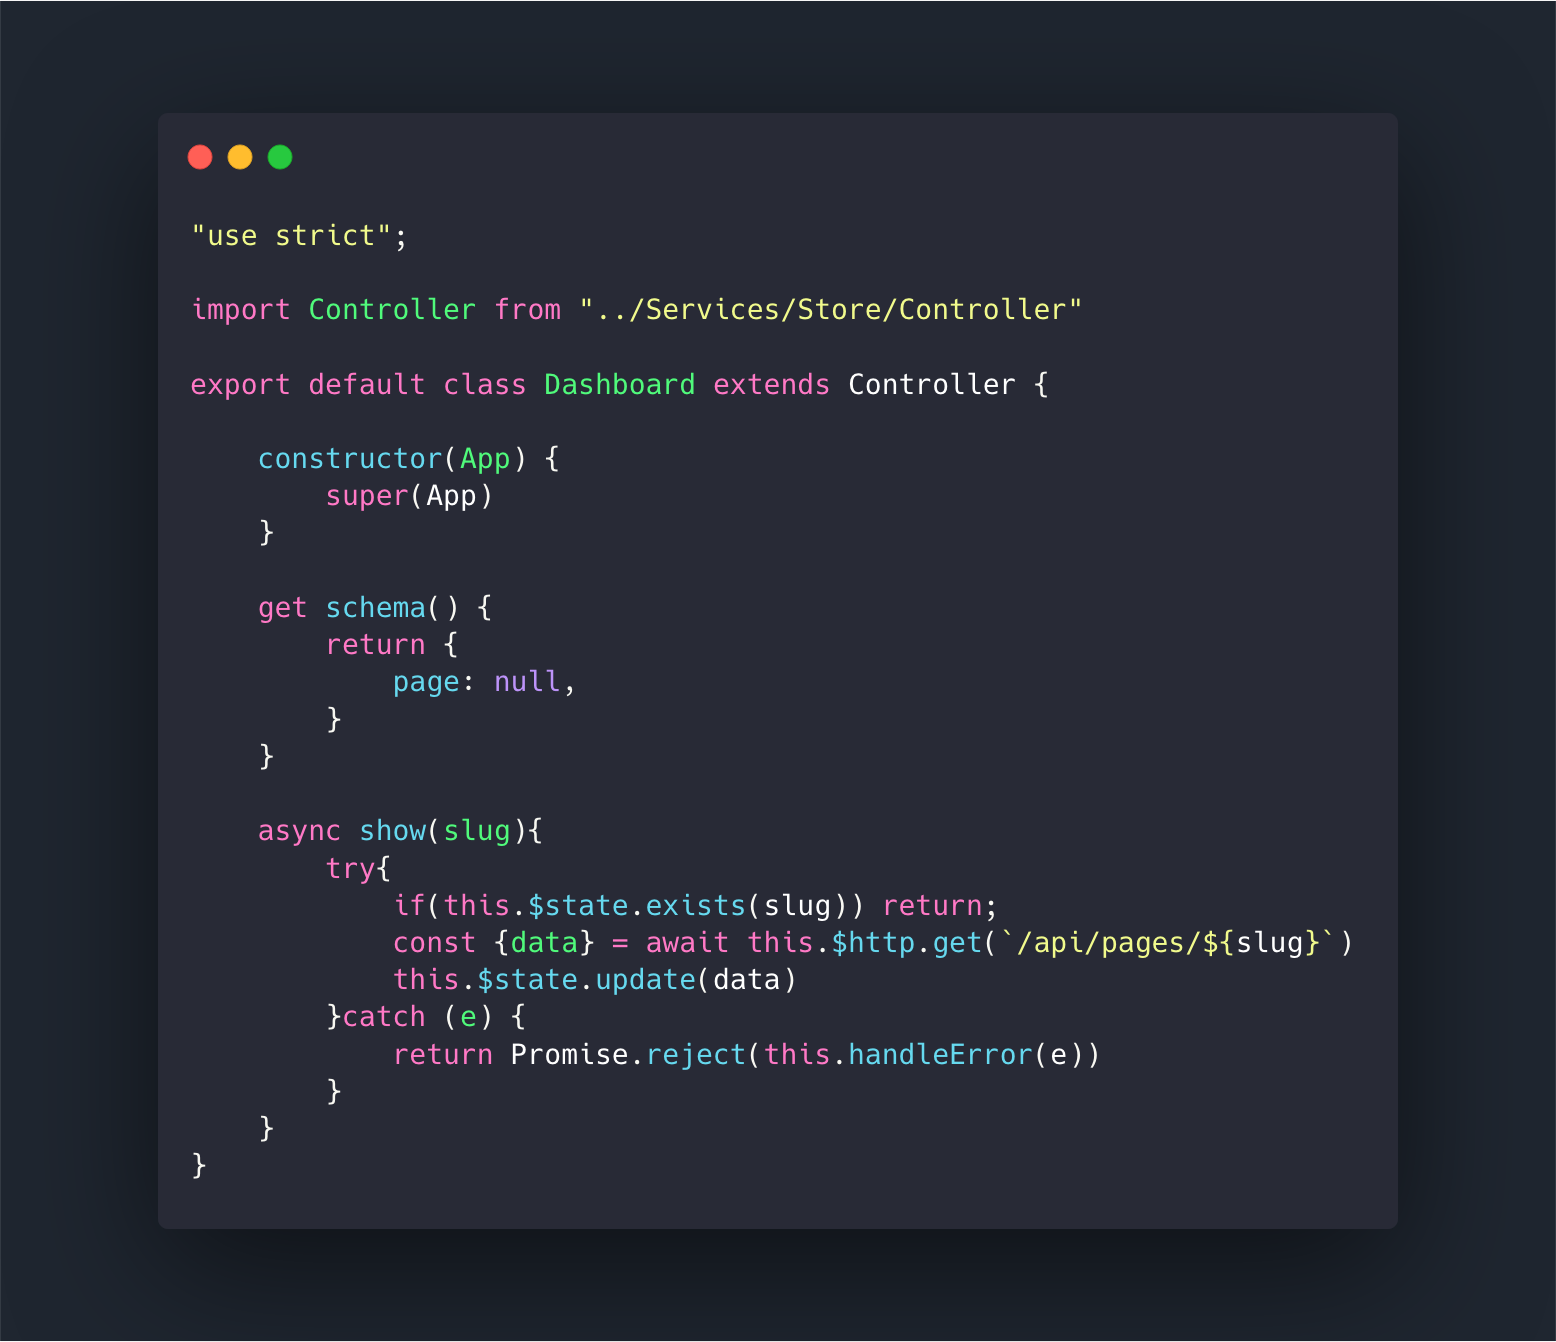 "use strict";

import Controller from "../Services/Store/Controller"

export default class Dashboard extends Controller {

    constructor(App) {
        super(App)
    }

    get schema() {
        return {
            page: null,
        }
    }

    async show(slug){
        try{
            if(this.$state.exists(slug)) return;
            const {data} = await this.$http.get(`/api/pages/${slug}`)
            this.$state.update(data)
        }catch (e) {
            return Promise.reject(this.handleError(e))
        }
    }
}